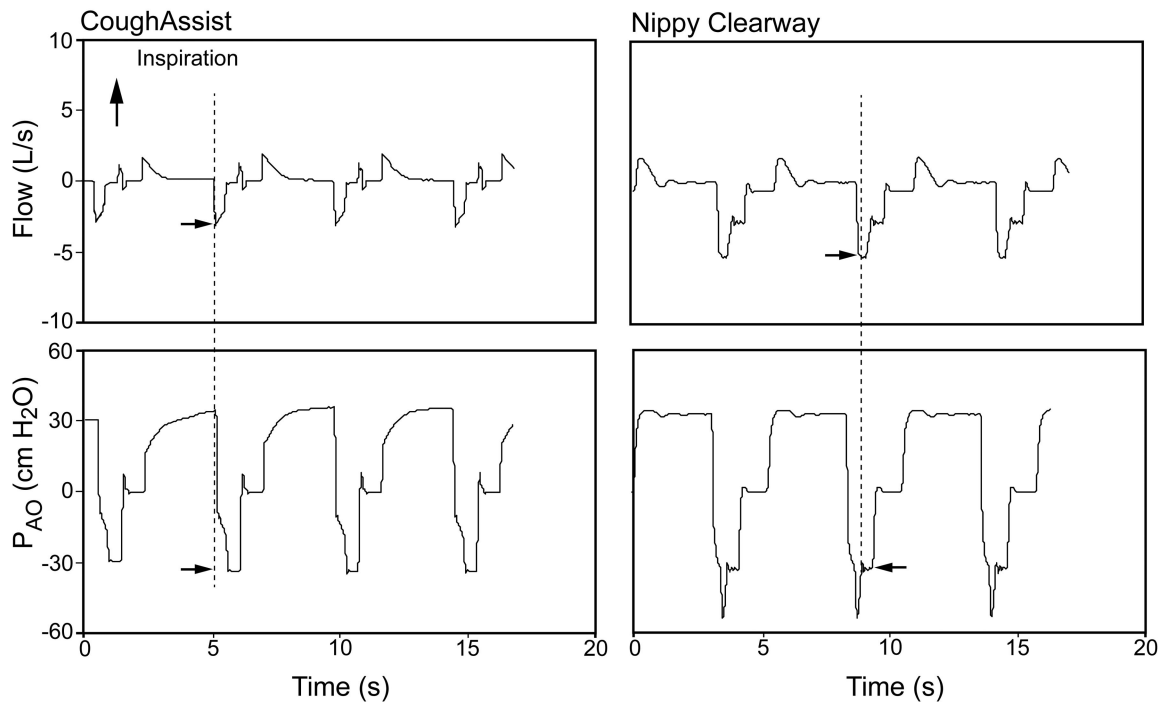 CoughAssist
Nippy Clearway
10
5
0
-5
-10
Flow (L/s)
Inspiration
60
30
0
-30
-60
P_AO (cm H₂O)
0 5 10 15 20
0 5 10 15 20
Time (s)
Time (s)